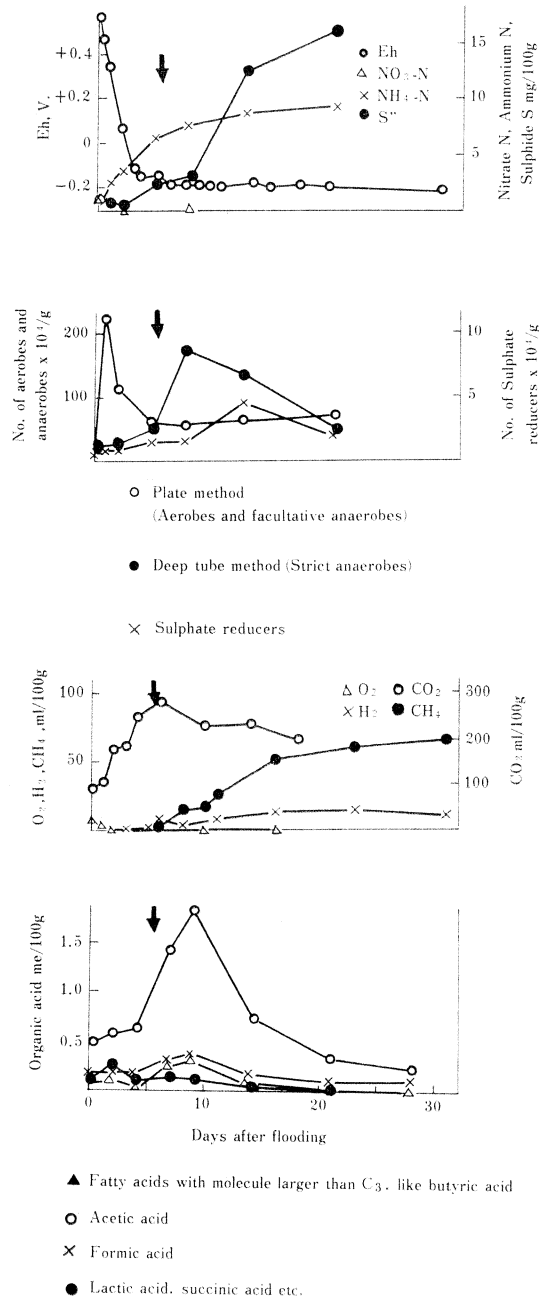 Eh, V.
+0.4
+0.2
0
−0.2
Eh
NO₃-N
NH₄-N
S"
15
10
5
Nitrate N, Ammonium N,
Sulphide S mg/100g
No. of aerobes and
anaerobes x 10⁴/g
200
100
10
5
No. of Sulphate
reducers x 10⁴/g
Plate method
(Aerobes and facultative anaerobes)
Deep tube method (Strict anaerobes)
Sulphate reducers
O₂,H₂,CH₄,ml/100g
100
50
O₂ CO₂
H₂ CH₄
300
200
100
CO₂ ml/100g
Organic acid me/100g
1.5
1.0
0.5
0 10 20 30
Days after flooding
Fatty acids with molecule larger than C₃. like butyric acid
Acetic acid
Formic acid
Lactic acid. succinic acid etc.